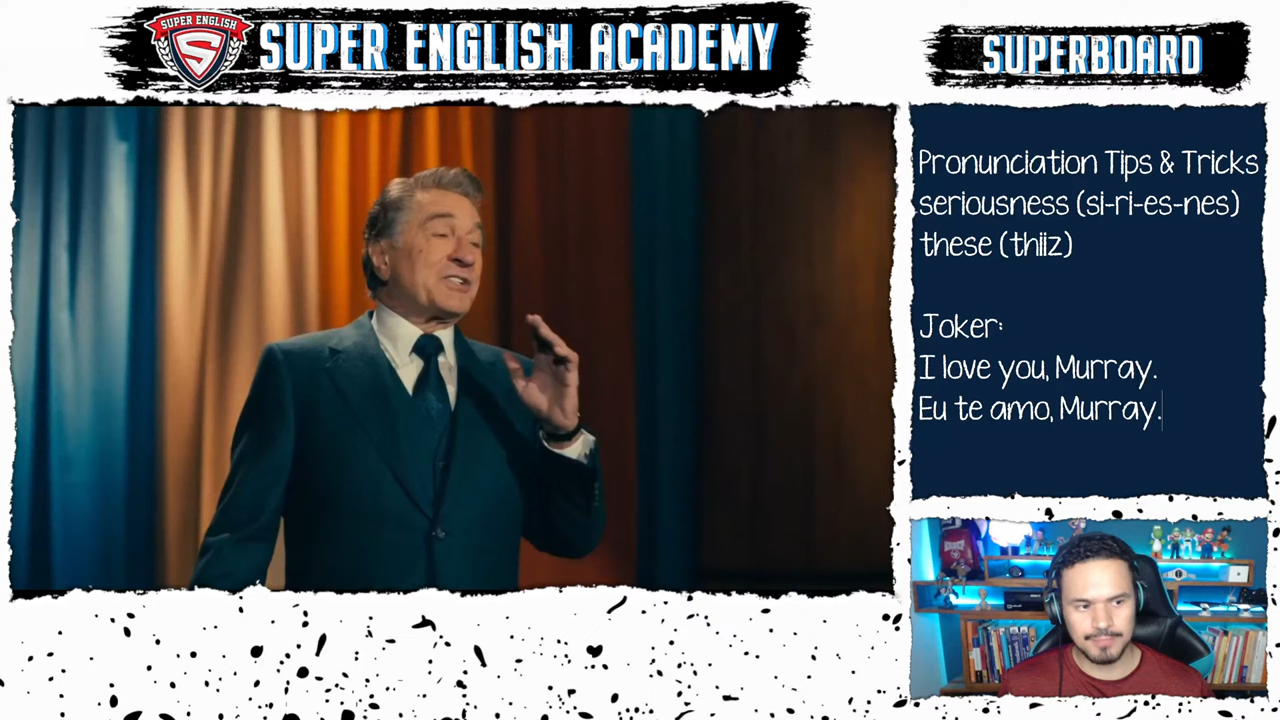 SUPER ENGLISH
SUPER ENGLISH ACADEMY
SUPERBOARD
Pronunciation Tips & Tricks
seriousness (si-ri-es-nes)
these (thiiz)
Joker:
I love you, Murray.
Eu te amo, Murray.